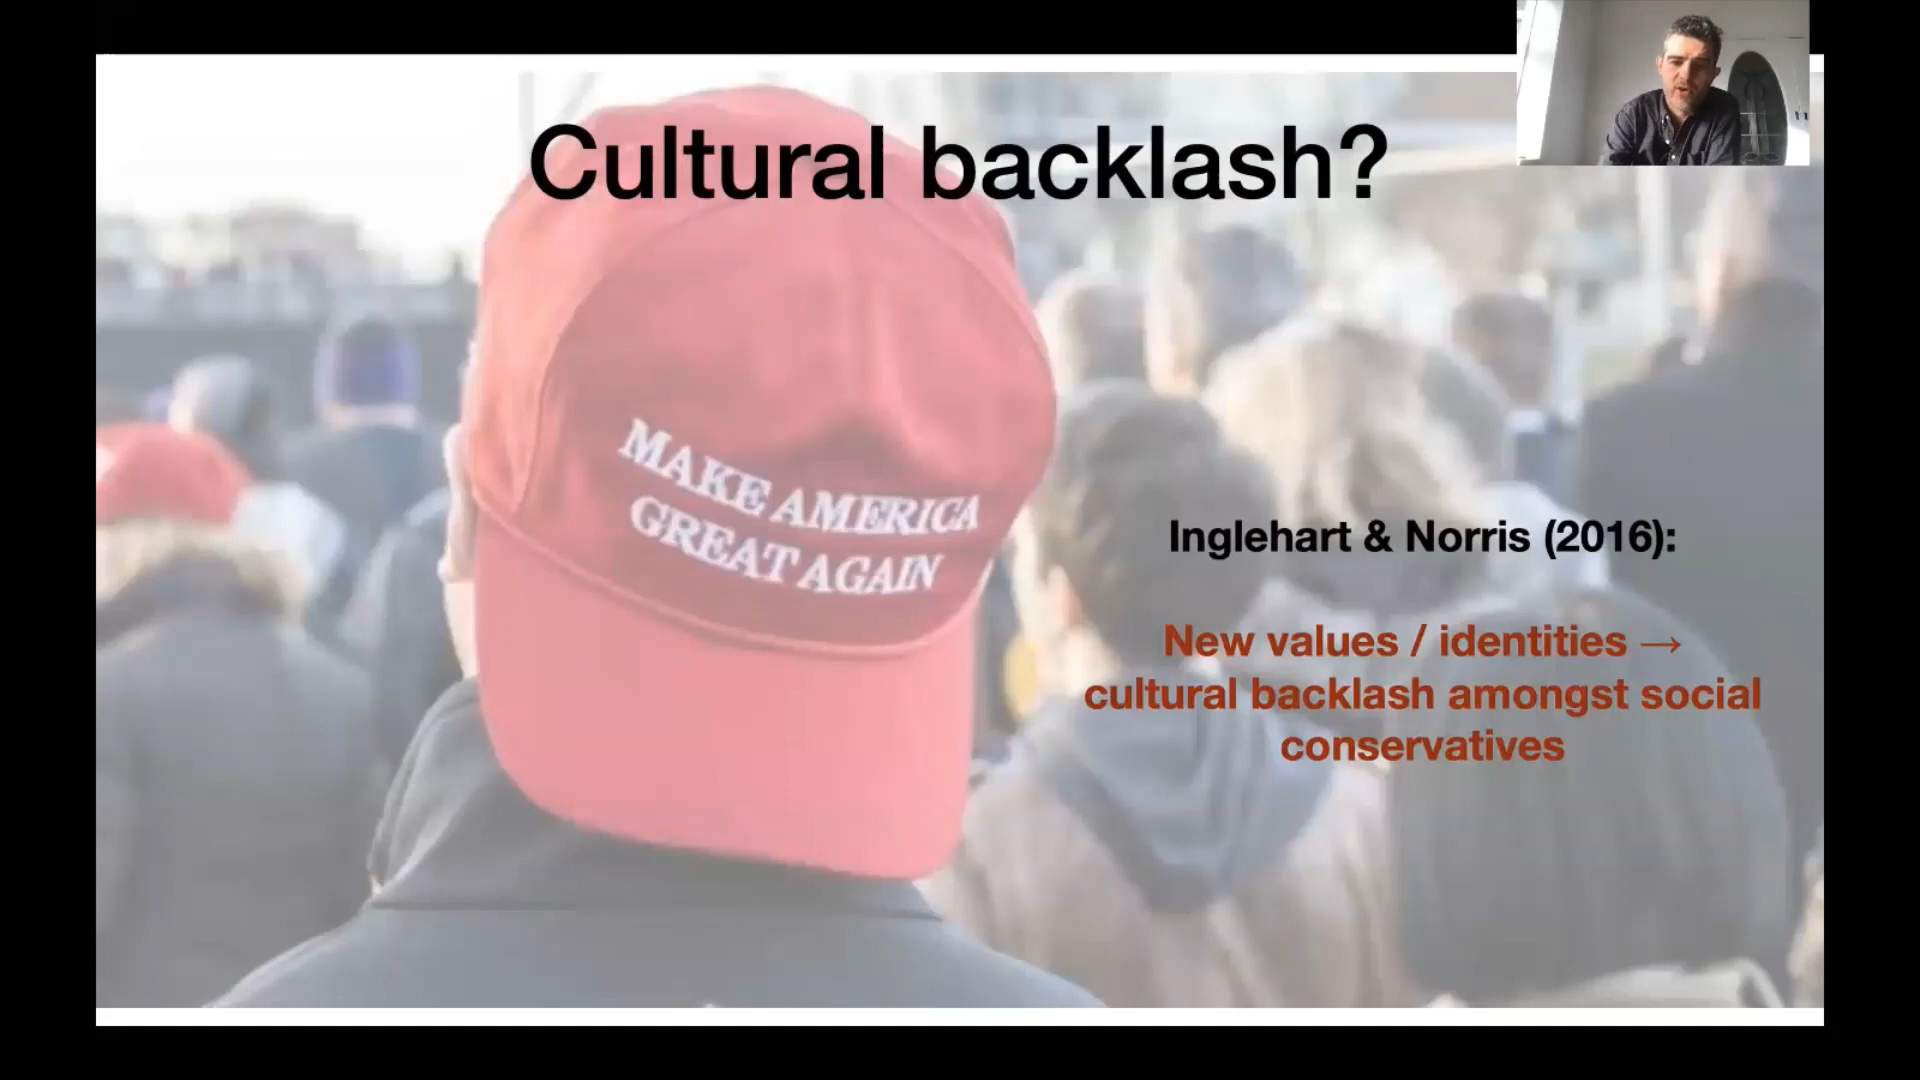 Cultural backlash?
MAKE AMERICA
GREAT AGAIN
Inglehart & Norris (2016):
New values / identities →
cultural backlash amongst social
conservatives